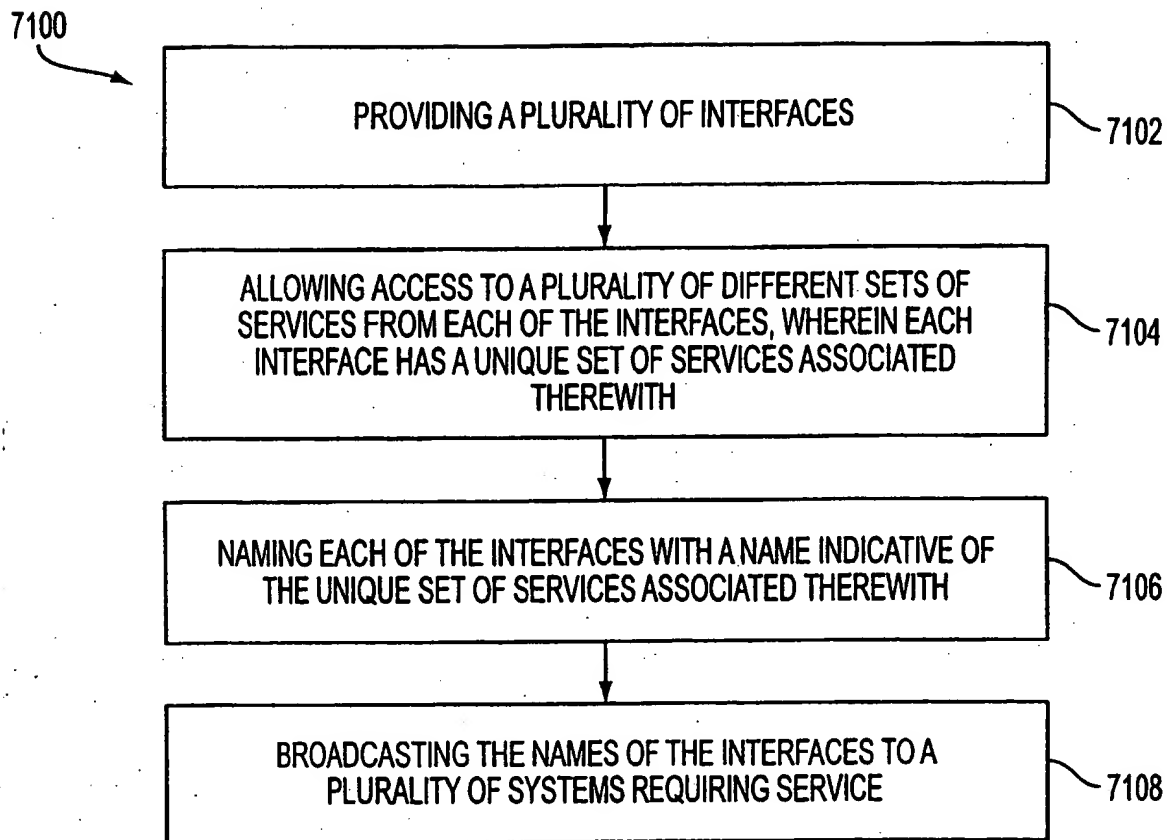 7100
PROVIDING A PLURALITY OF INTERFACES
7102
ALLOWING ACCESS TO A PLURALITY OF DIFFERENT SETS OF
SERVICES FROM EACH OF THE INTERFACES, WHEREIN EACH
INTERFACE HAS A UNIQUE SET OF SERVICES ASSOCIATED
THEREWITH
7104
NAMING EACH OF THE INTERFACES WITH A NAME INDICATIVE OF
THE UNIQUE SET OF SERVICES ASSOCIATED THEREWITH
7106
BROADCASTING THE NAMES OF THE INTERFACES TO A
PLURALITY OF SYSTEMS REQUIRING SERVICE
7108